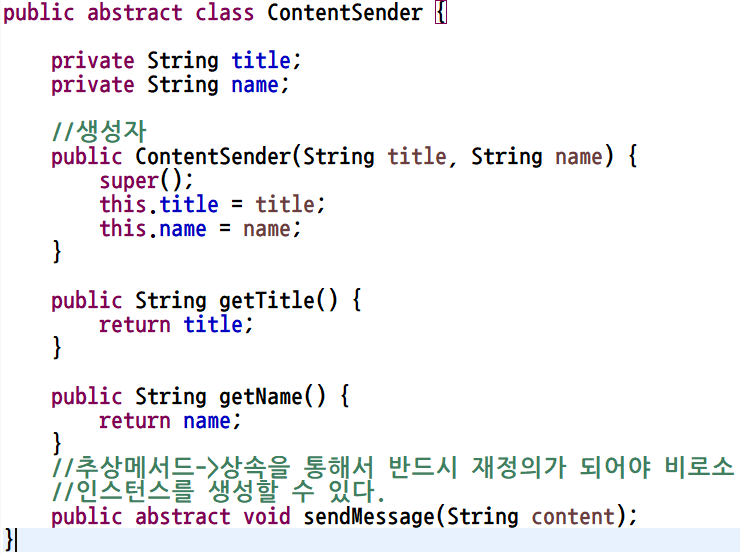 public abstract class ContentSender {
private String title;
private String name;
//생성자
public ContentSender(String title, String name) {
super();
this.title = title;
this.name = name;
}
public String getTitle() {
return title;
}
public String getName() {
return name;
}
//추상메서드->상속을 통해서 반드시 재정의가 되어야 비로소
//인스턴스를 생성할 수 있다.
public abstract void sendMessage(String content);
}